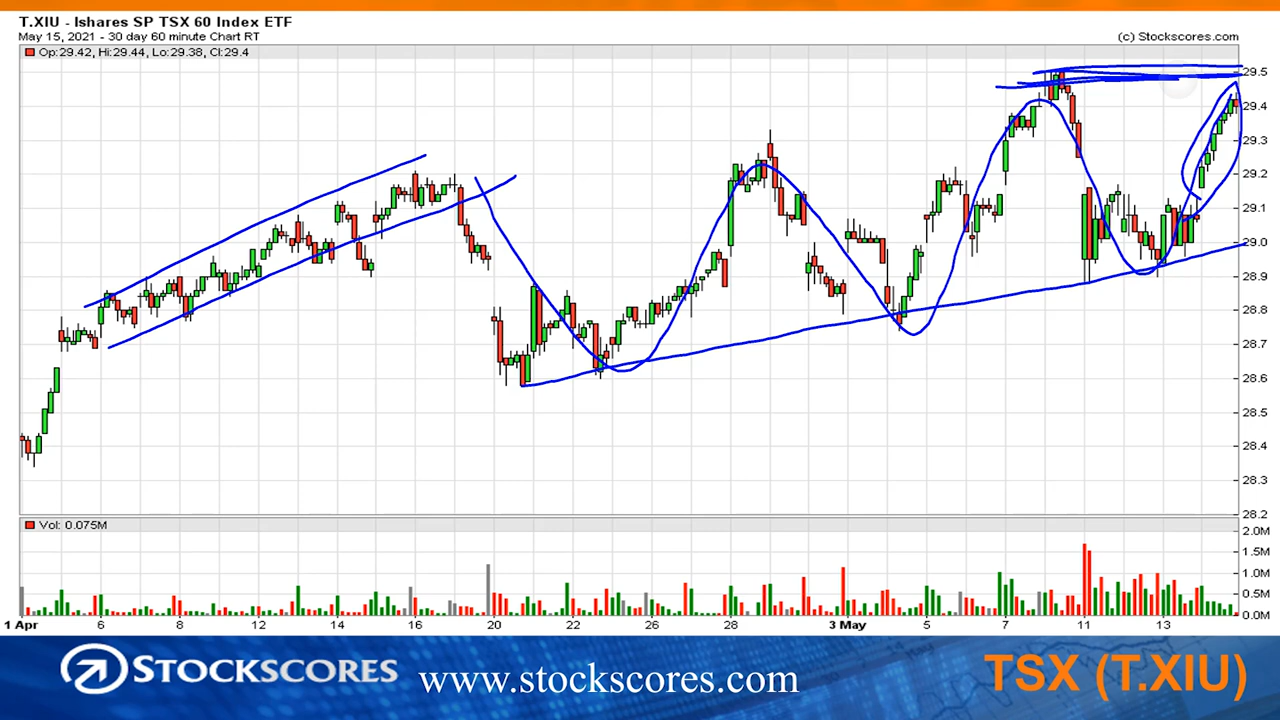 T.XIU - Ishares SP TSX 60 Index ETF
May 15, 2021 - 30 day 60 minute Chart RT
(c) Stockscores.com
Op:29.42, Hi:29.44, Lo:29.38, Cl:29.4
29.5
29.4
29.3
29.2
29.1
29.0
28.9
28.8
28.7
28.6
28.5
28.4
28.3
28.2
Vol: 0.075M
2.0M
1.5M
1.0M
0.5M
0.0M
1 Apr 6 8 12 14 16 20 22 26 28 3 May 5 7 11 13
STOCKSCORES
www.stockscores.com
TSX (T.XIU)